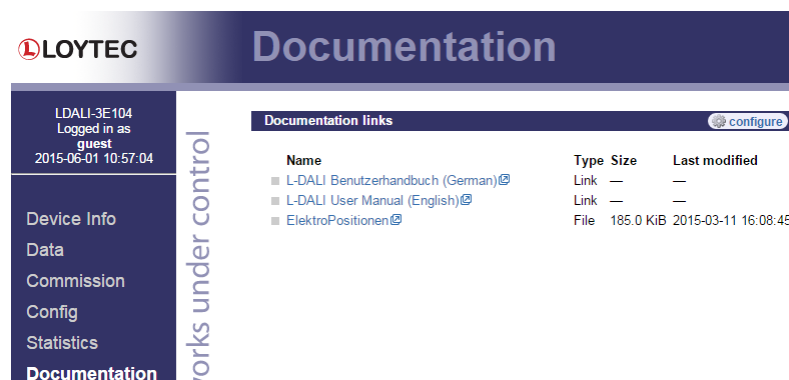 LOYTEC
Documentation
LDALI-3E104
Logged in as
guest
2015-06-01 10:57:04
Device Info
Data
Commission
Config
Statistics
Documentation
under control
Documentation links
configure
Name Type Size Last modified
L-DALI Benutzerhandbuch (German) Link — —
L-DALI User Manual (English) Link — —
ElektroPositionen File 185.0 KiB 2015-03-11 16:08:45